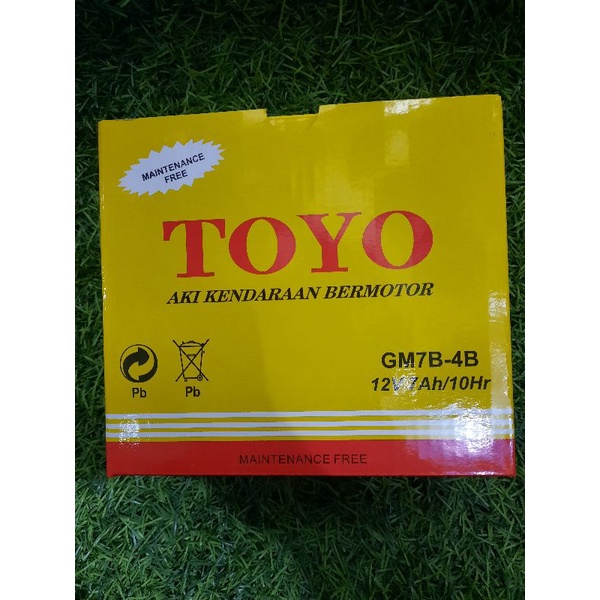 MAINTENANCE
FREE
TOYO
AKI KENDARAAN BERMOTOR
Pb
Pb
GM7B-4B
12V7Ah/10Hr
MAINTENANCE FREE